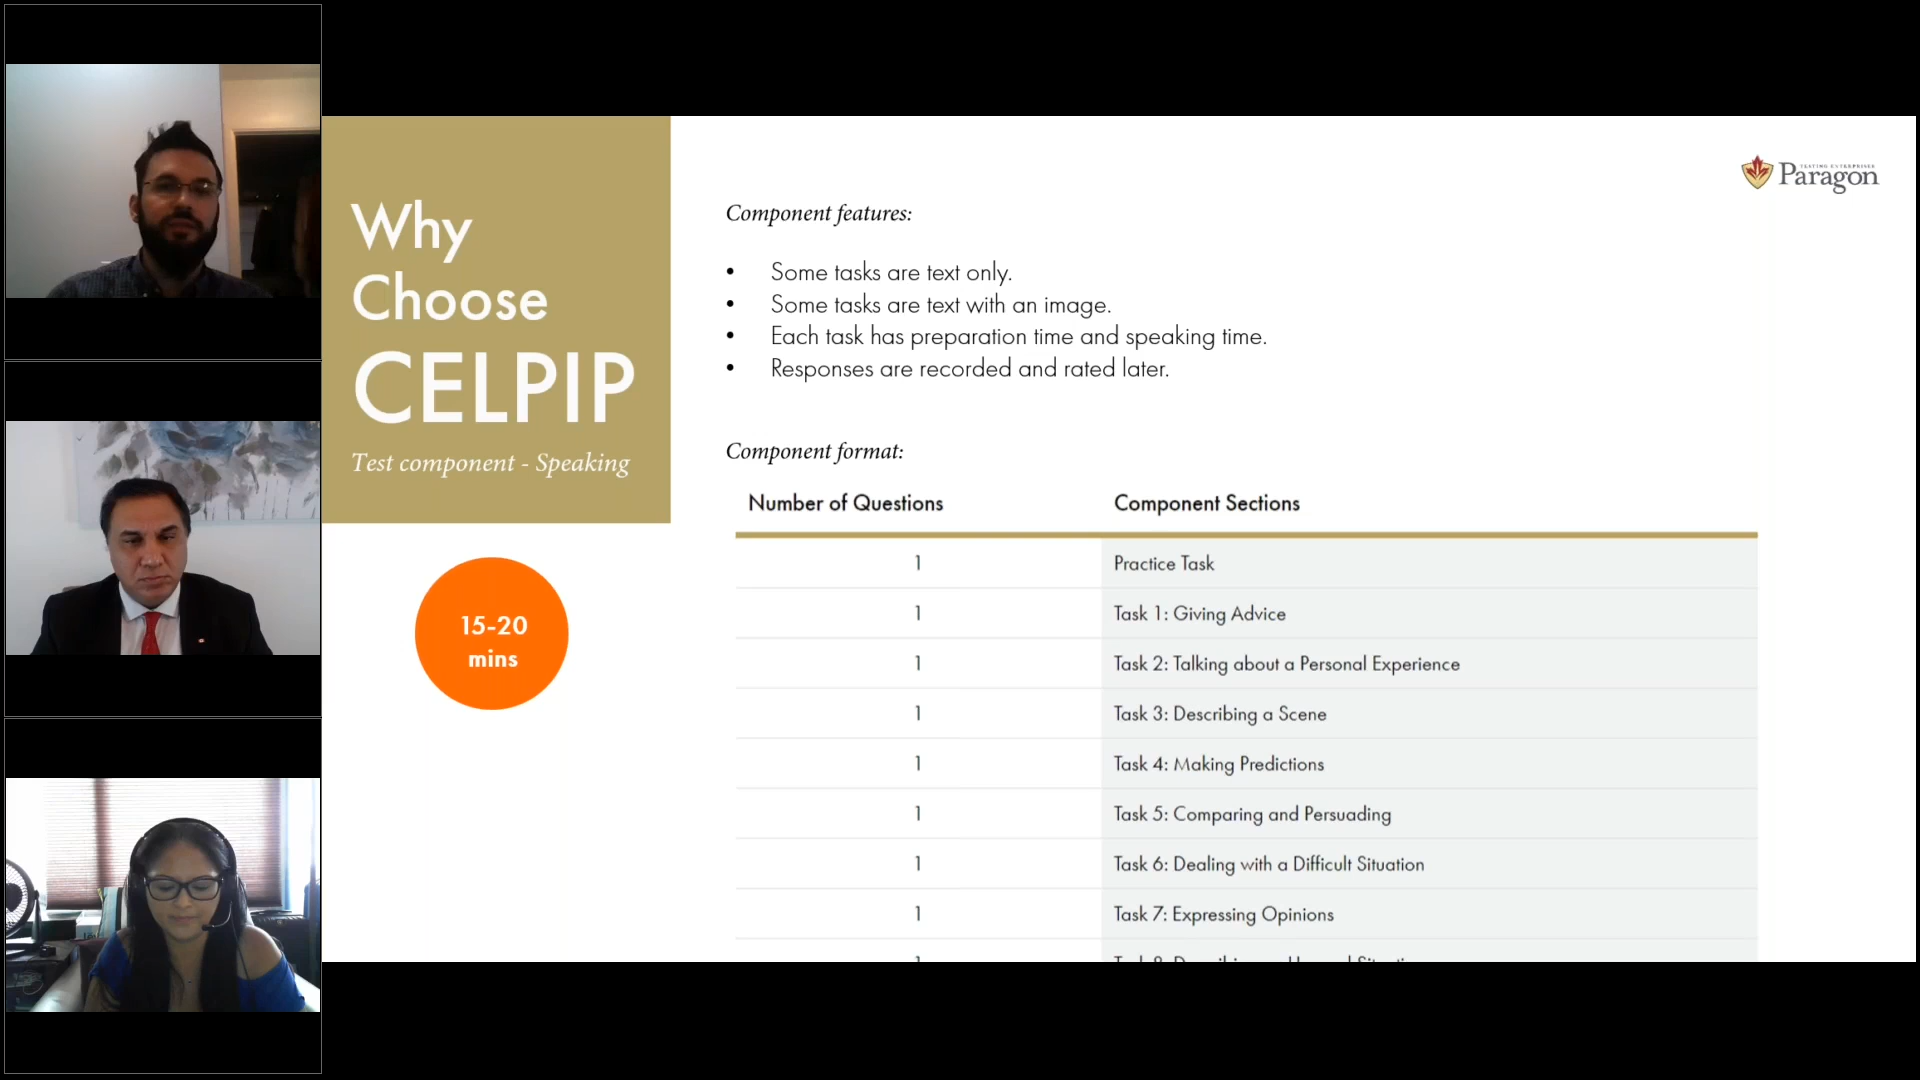 Why
Choose
CELPIP
Test component - Speaking
15-20
mins
TESTING ENTERPRISES
Paragon
Component features:
• Some tasks are text only.
• Some tasks are text with an image.
• Each task has preparation time and speaking time.
• Responses are recorded and rated later.
Component format:
Number of Questions Component Sections
1 Practice Task
1 Task 1: Giving Advice
1 Task 2: Talking about a Personal Experience
1 Task 3: Describing a Scene
1 Task 4: Making Predictions
1 Task 5: Comparing and Persuading
1 Task 6: Dealing with a Difficult Situation
1 Task 7: Expressing Opinions